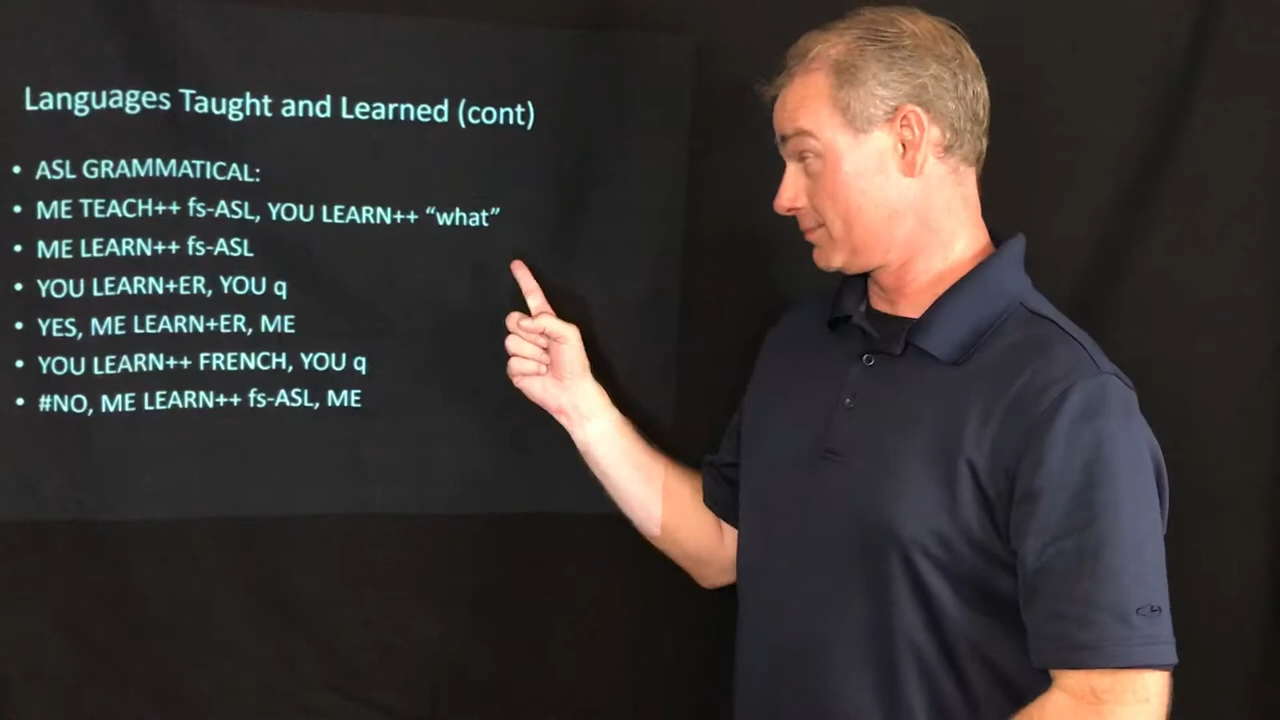 Languages Taught and Learned (cont)
• ASL GRAMMATICAL:
• ME TEACH++ fs-ASL, YOU LEARN++ “what”
• ME LEARN++ fs-ASL
• YOU LEARN+ER, YOU q
• YES, ME LEARN+ER, ME
• YOU LEARN++ FRENCH, YOU q
• #NO, ME LEARN++ fs-ASL, ME